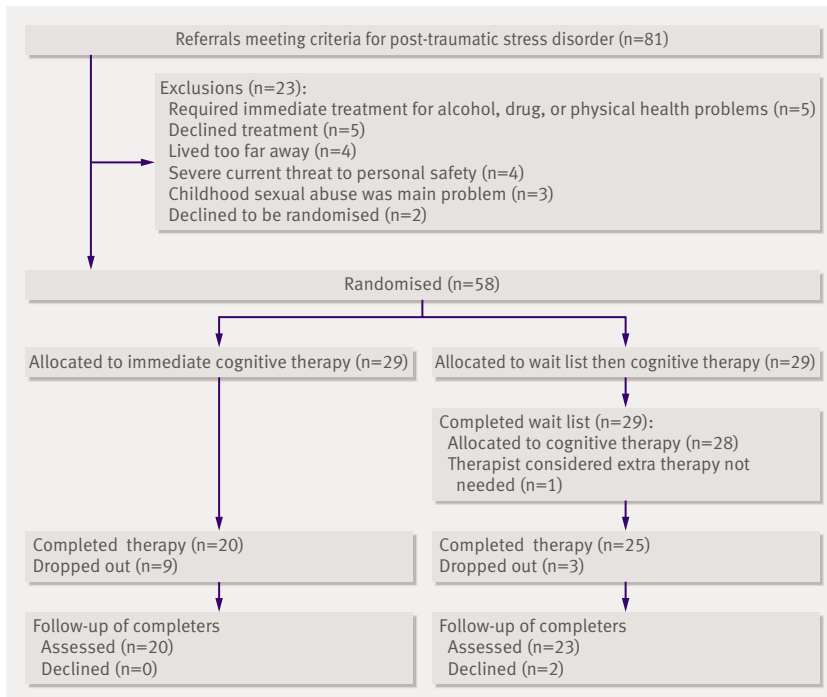 Referrals meeting criteria for post-traumatic stress disorder (n=81)
Exclusions (n=23):
Required immediate treatment for alcohol, drug, or physical health problems (n=5)
Declined treatment (n=5)
Lived too far away (n=4)
Severe current threat to personal safety (n=4)
Childhood sexual abuse was main problem (n=3)
Declined to be randomised (n=2)
Randomised (n=58)
Allocated to immediate cognitive therapy (n=29)
Allocated to wait list then cognitive therapy (n=29)
Completed wait list (n=29):
Allocated to cognitive therapy (n=28)
Therapist considered extra therapy not
needed (n=1)
Completed therapy (n=20)
Dropped out (n=9)
Completed therapy (n=25)
Dropped out (n=3)
Follow-up of completers
Assessed (n=20)
Declined (n=0)
Follow-up of completers
Assessed (n=23)
Declined (n=2)